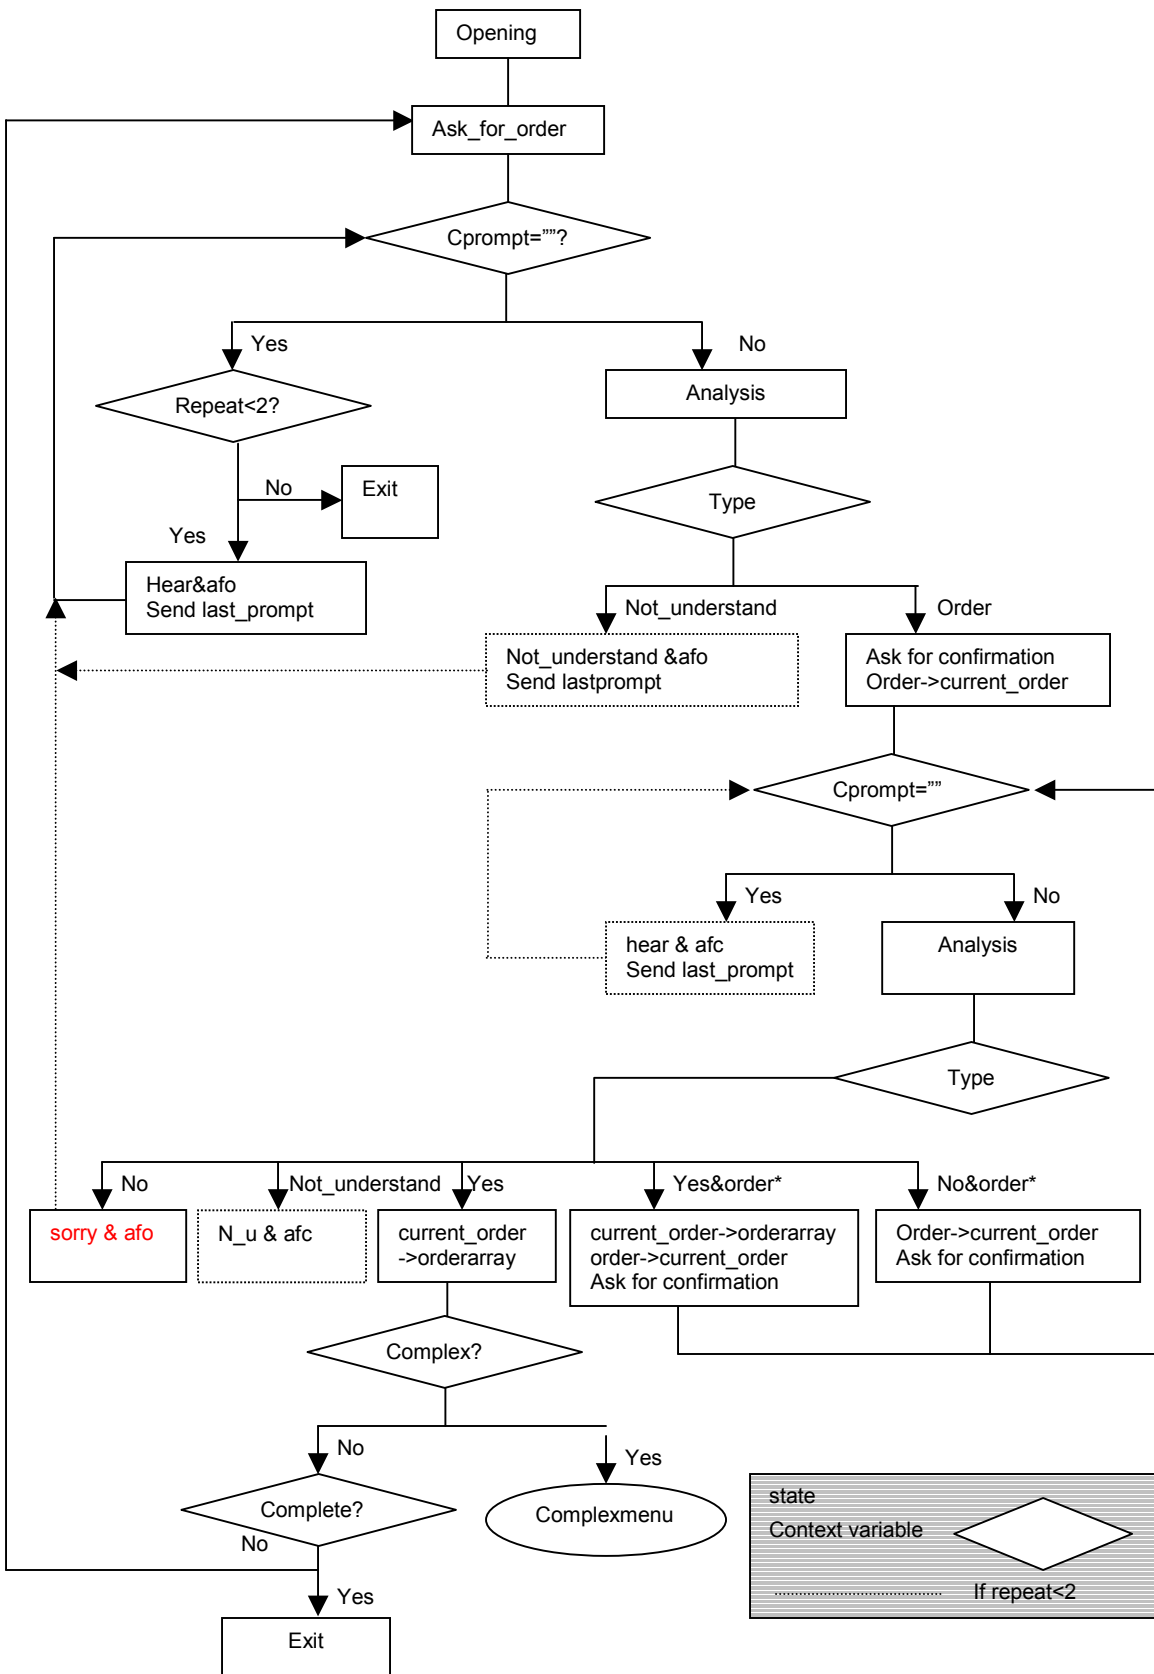 Opening
Ask_for_order
Cprompt=””?
Yes
No
Repeat<2?
Analysis
No
Exit
Type
Yes
Hear&afo
Send last_prompt
Not_understand
Order
Not_understand &afo
Send lastprompt
Ask for confirmation
Order->current_order
Cprompt=””
Yes
No
hear & afc
Send last_prompt
Analysis
Type
No
Not_understand
Yes
Yes&order*
No&order*
sorry & afo
N_u & afc
current_order
->orderarray
current_order->orderarray
order->current_order
Ask for confirmation
Order->current_order
Ask for confirmation
Complex?
No
Yes
Complete?
Complexmenu
No
Yes
Exit
state
Context variable
If repeat<2